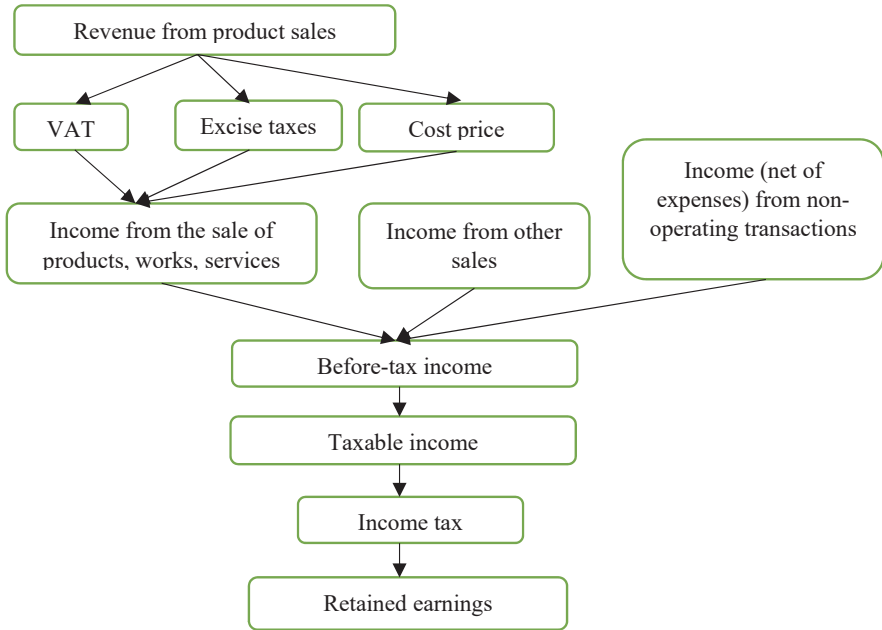 Revenue from product sales
VAT
Excise taxes
Cost price
Income (net of
expenses) from non-
operating transactions
Income from the sale of
products, works, services
Income from other
sales
Before-tax income
Taxable income
Income tax
Retained earnings